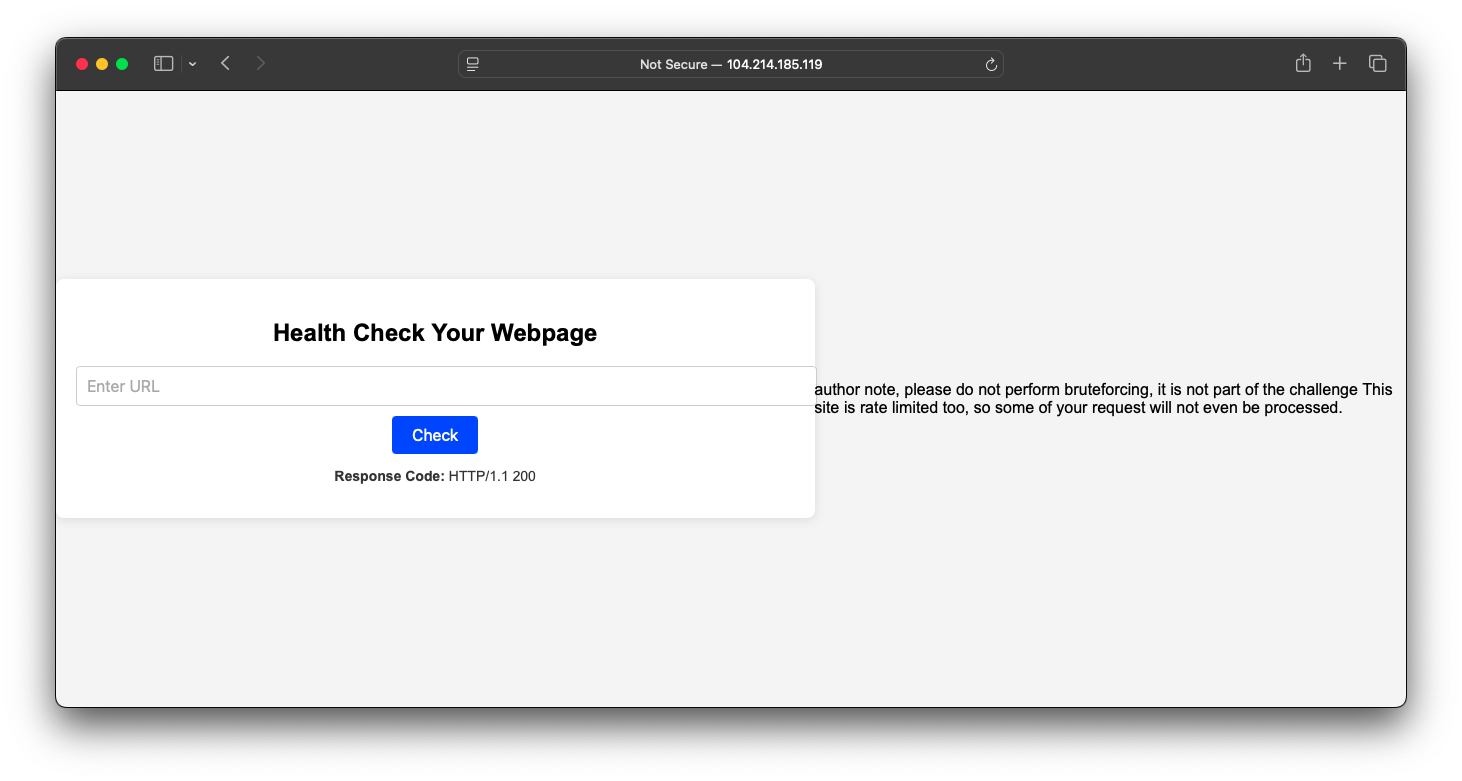 Not Secure — 104.214.185.119
Health Check Your Webpage
Enter URL
Check
Response Code: HTTP/1.1 200
author note, please do not perform bruteforcing, it is not part of the challenge This
site is rate limited too, so some of your request will not even be processed.